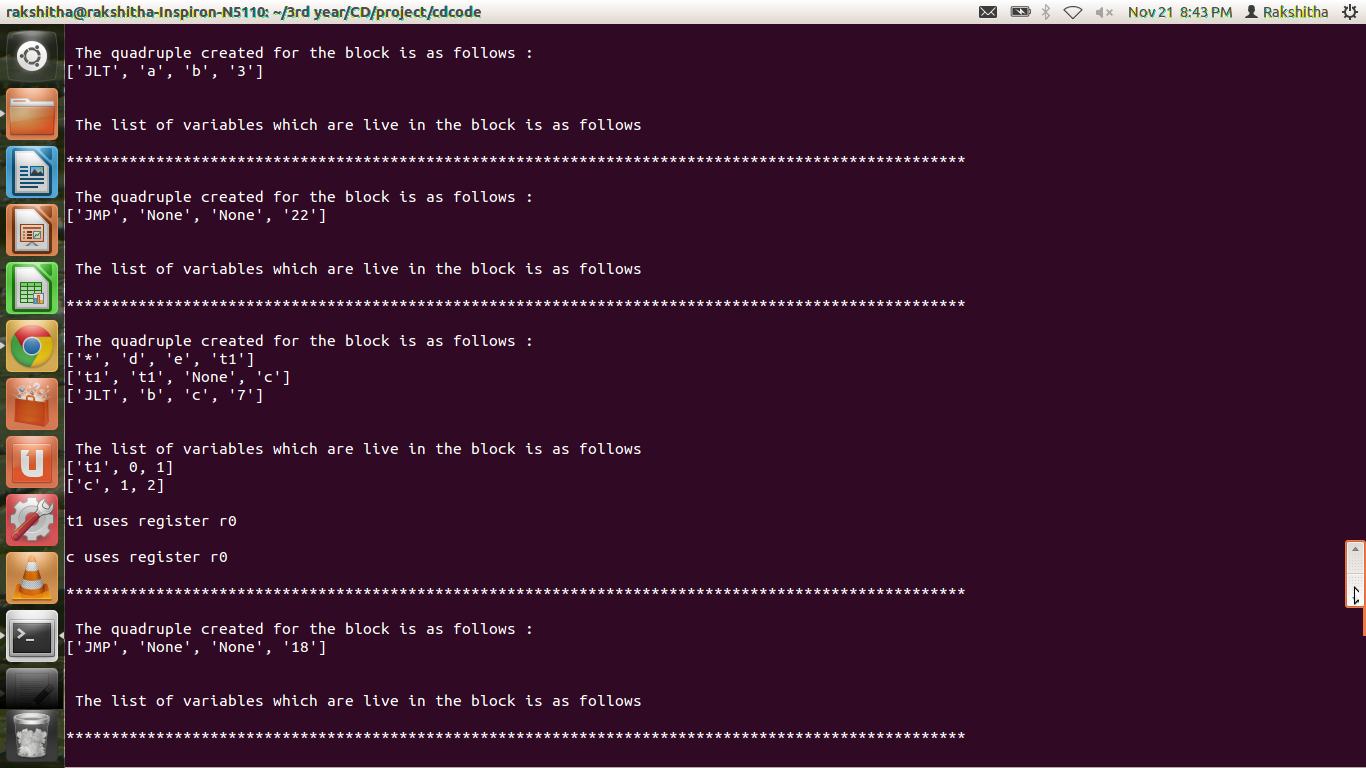 rakshitha@rakshitha-Inspiron-N5110: ~/3rd year/CD/project/cdcode Nov 21 8:43 PM Rakshitha
The quadruple created for the block is as follows :
['JLT', 'a', 'b', '3']
The list of variables which are live in the block is as follows
****************************************************************************************************
The quadruple created for the block is as follows :
['JMP', 'None', 'None', '22']
The list of variables which are live in the block is as follows
****************************************************************************************************
The quadruple created for the block is as follows :
['*', 'd', 'e', 't1']
['t1', 't1', 'None', 'c']
['JLT', 'b', 'c', '7']
The list of variables which are live in the block is as follows
['t1', 0, 1]
['c', 1, 2]
t1 uses register r0
c uses register r0
****************************************************************************************************
The quadruple created for the block is as follows :
['JMP', 'None', 'None', '18']
The list of variables which are live in the block is as follows
****************************************************************************************************